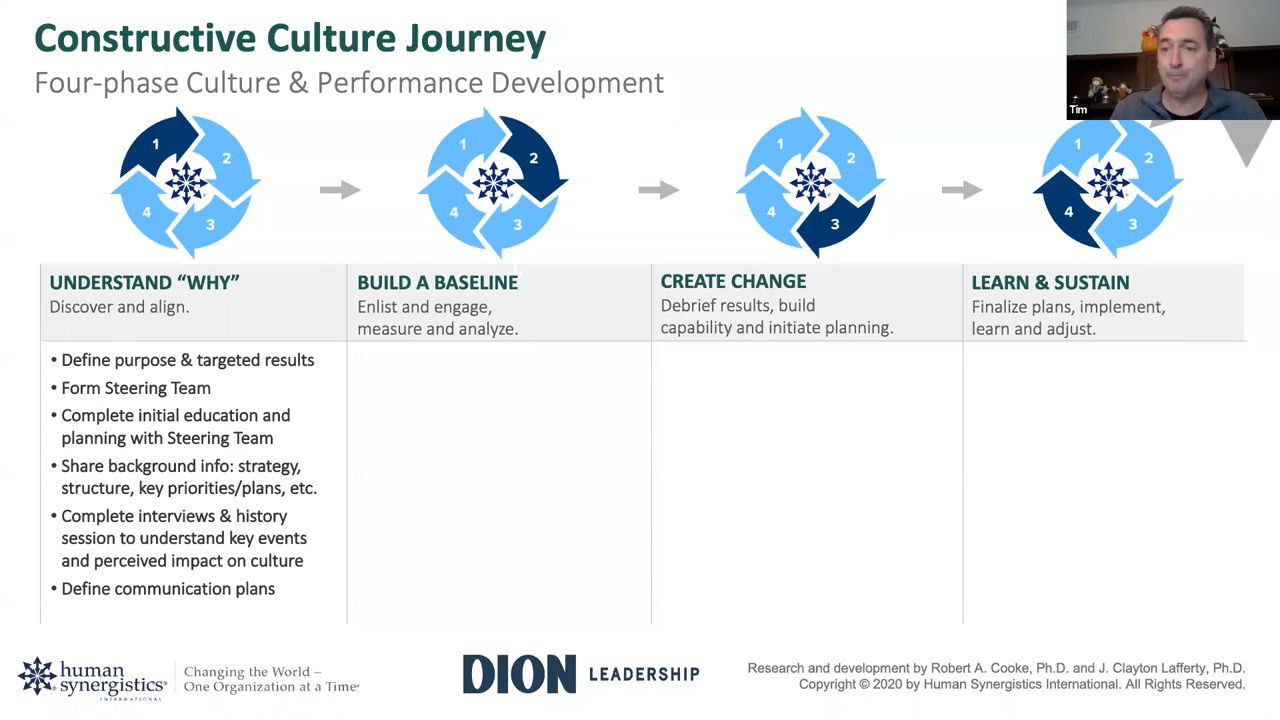 Constructive Culture Journey
Four-phase Culture & Performance Development
Tim
1
2
3
4
1
2
3
4
1
2
3
4
1
2
3
4
UNDERSTAND “WHY”
Discover and align.
• Define purpose & targeted results
• Form Steering Team
• Complete initial education and
planning with Steering Team
• Share background info: strategy,
structure, key priorities/plans, etc.
• Complete interviews & history
session to understand key events
and perceived impact on culture
• Define communication plans
BUILD A BASELINE
Enlist and engage,
measure and analyze.
CREATE CHANGE
Debrief results, build
capability and initiate planning.
LEARN & SUSTAIN
Finalize plans, implement,
learn and adjust.
human
synergistics®
INTERNATIONAL
Changing the World –
One Organization at a Time®
DION LEADERSHIP
Research and development by Robert A. Cooke, Ph.D. and J. Clayton Lafferty, Ph.D.
Copyright © 2020 by Human Synergistics International. All Rights Reserved.